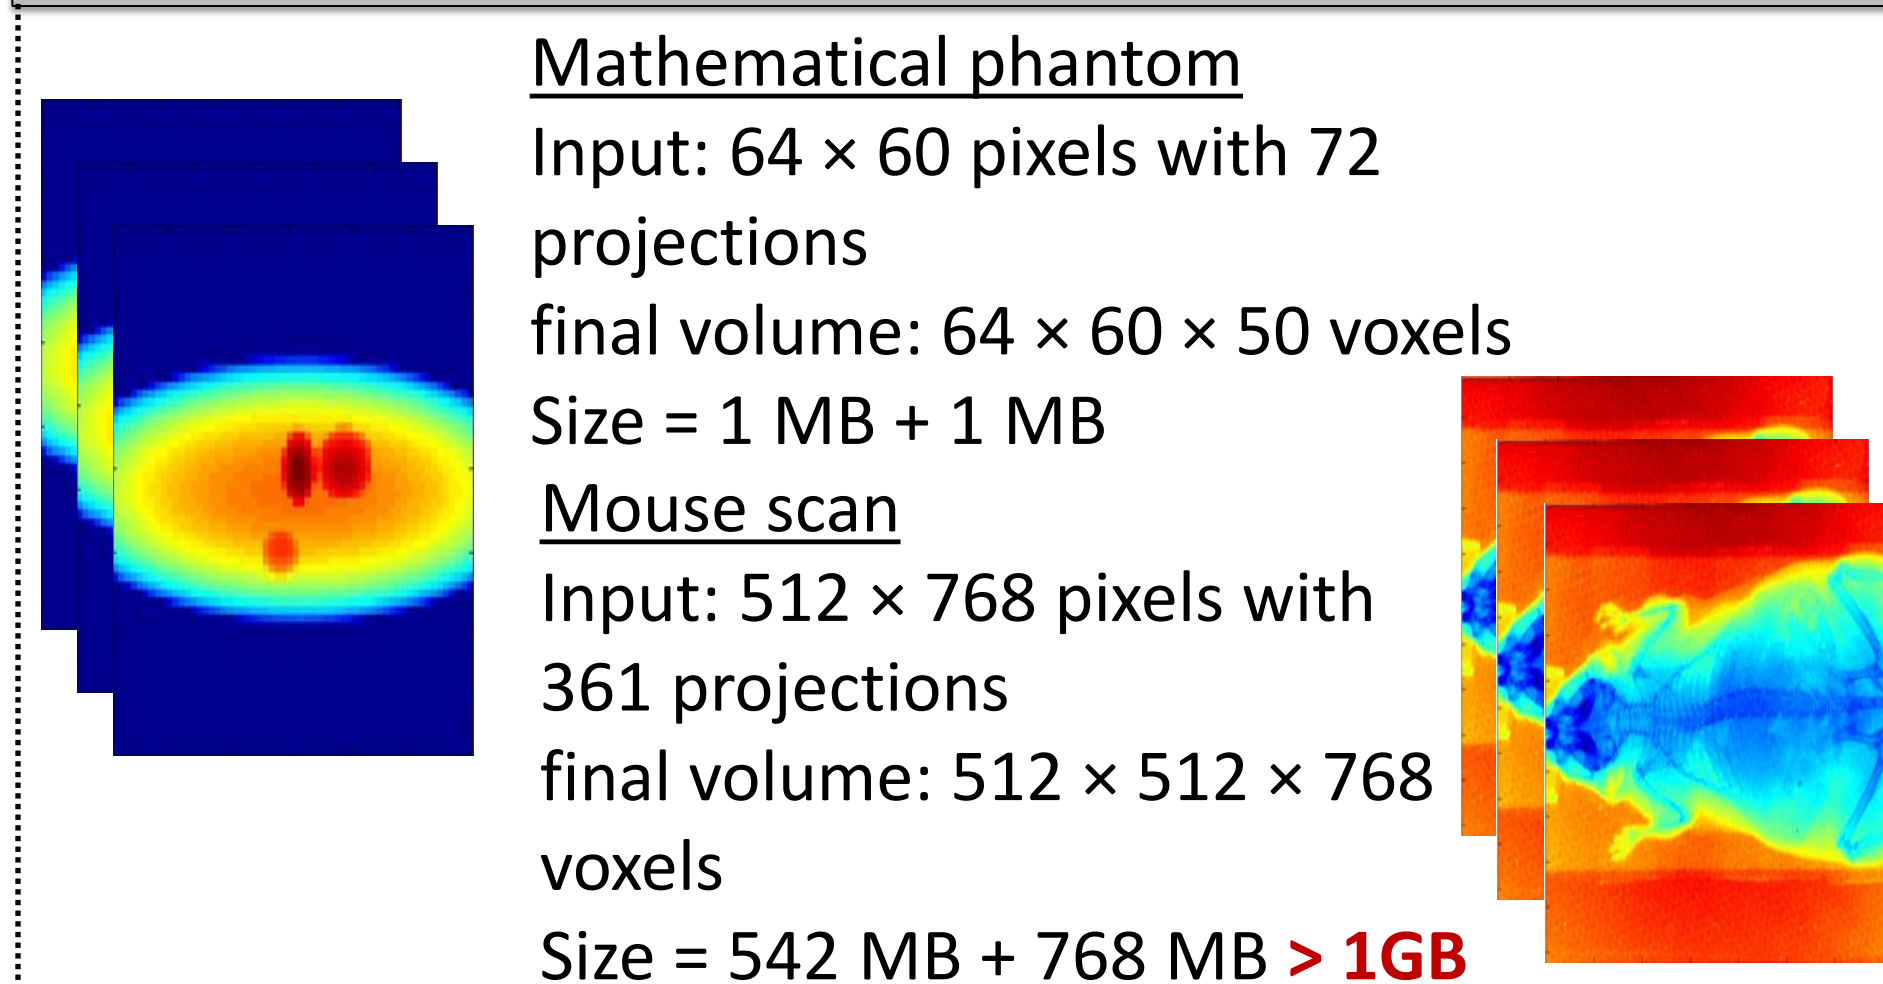 Mathematical phantom
Input: 64 × 60 pixels with 72
projections
final volume: 64 × 60 × 50 voxels
Size = 1 MB + 1 MB
Mouse scan
Input: 512 × 768 pixels with
361 projections
final volume: 512 × 512 × 768
voxels
Size = 542 MB + 768 MB > 1GB